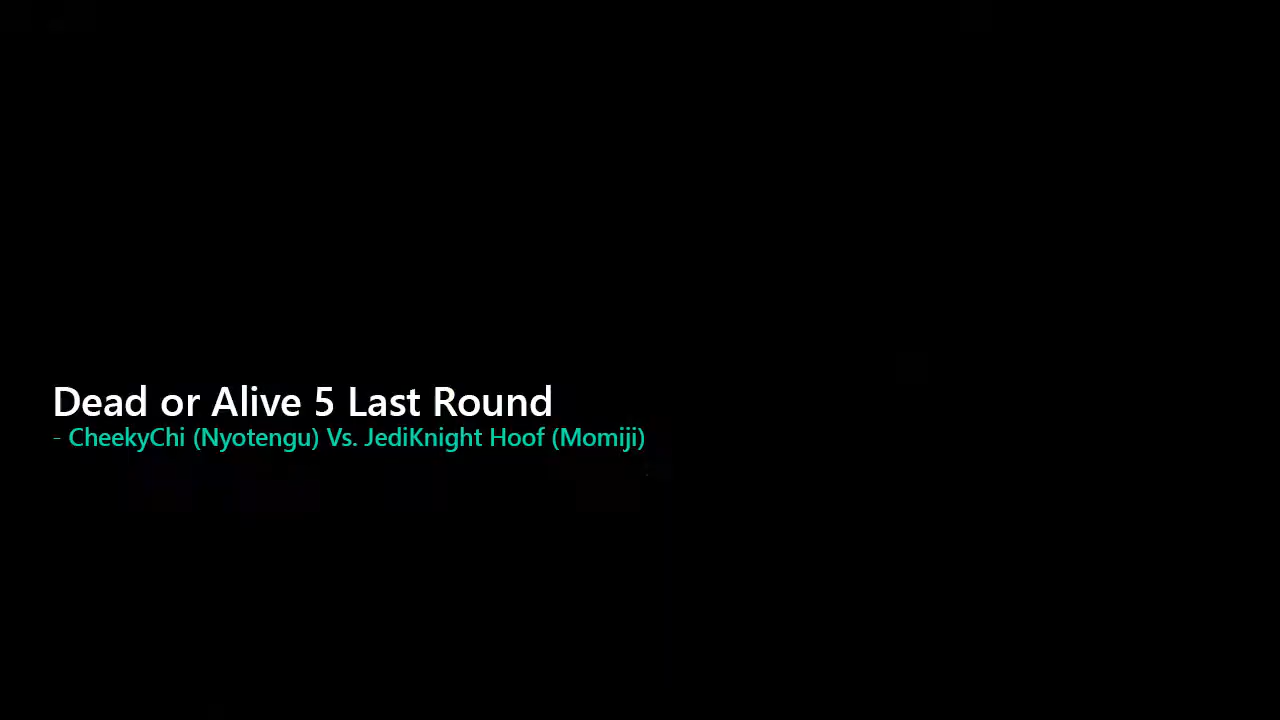 Dead or Alive 5 Last Round
- CheekyChi (Nyotengu) Vs. JediKnight Hoof (Momiji)